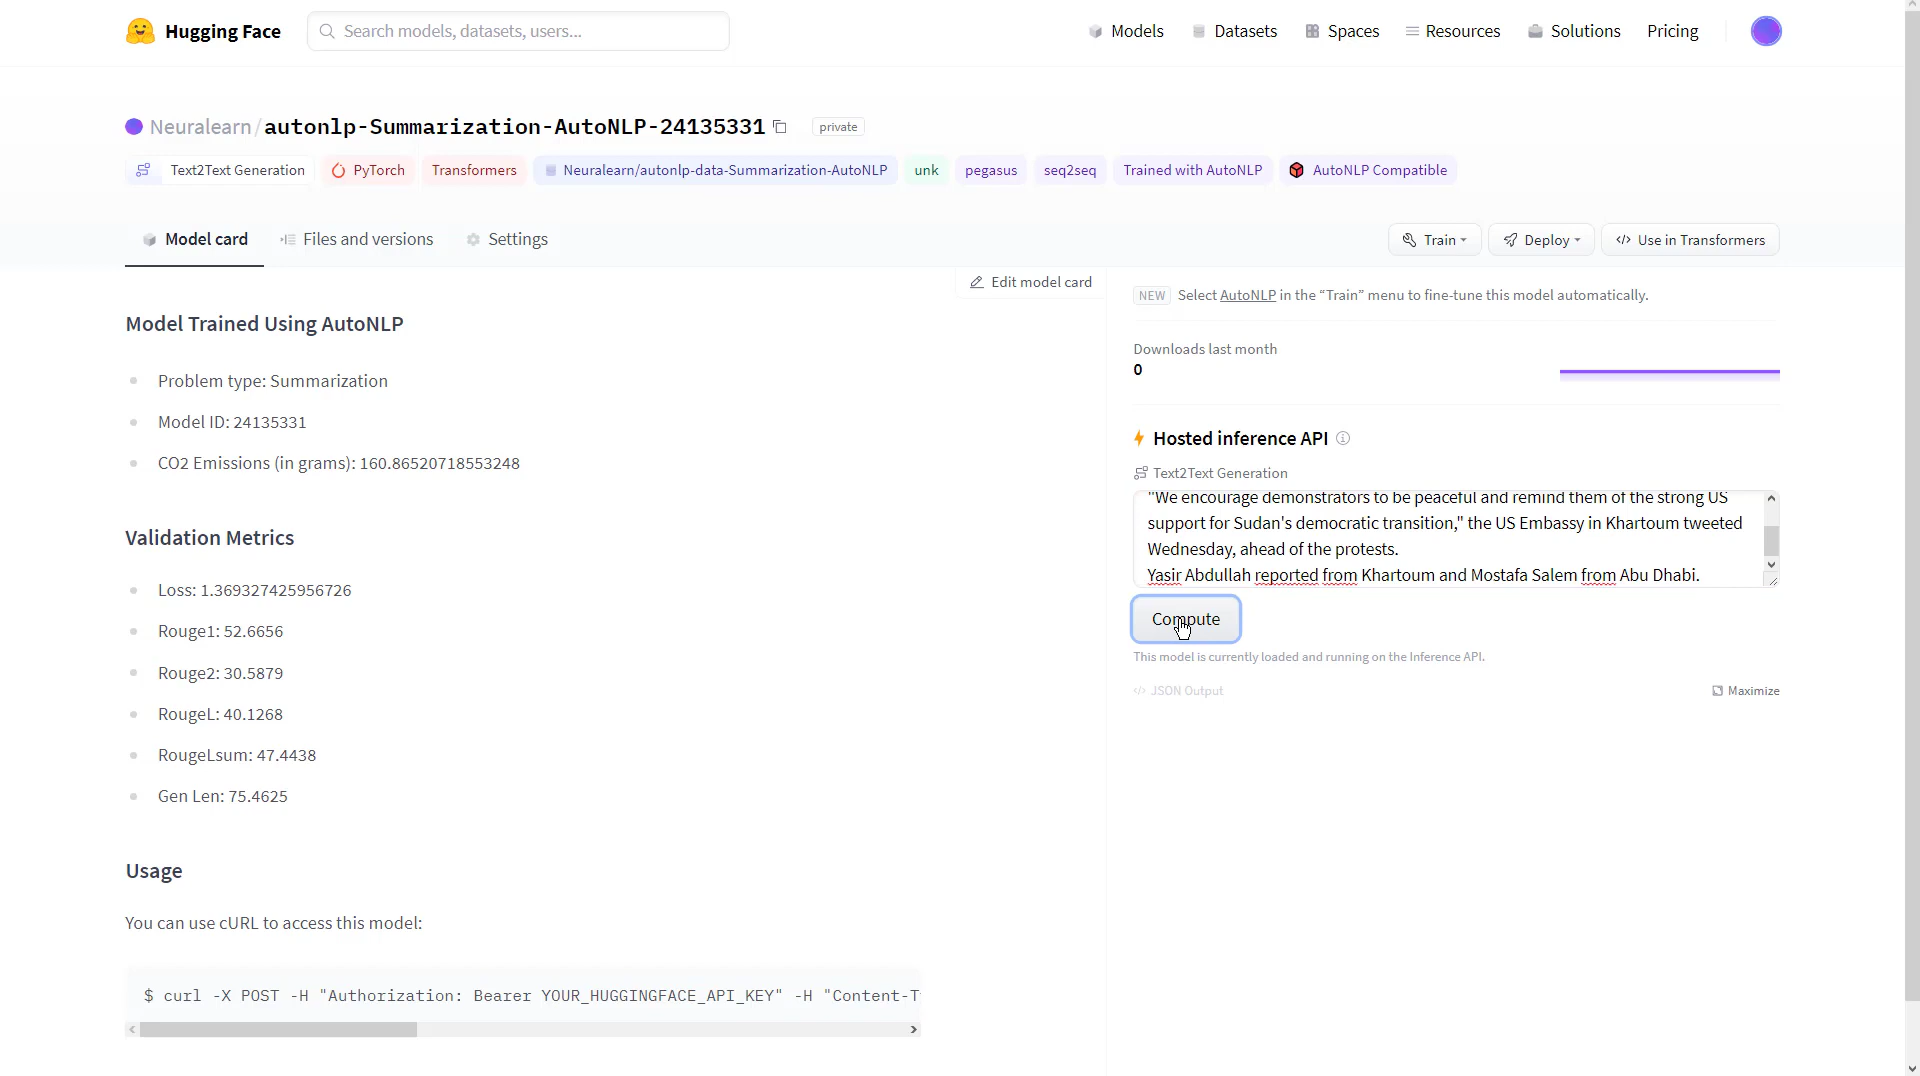 Hugging Face
Search models, datasets, users...
Models
Datasets
Spaces
Resources
Solutions
Pricing
Neuralearn/autonlp-Summarization-AutoNLP-24135331
private
Text2Text Generation
PyTorch
Transformers
Neuralearn/autonlp-data-Summarization-AutoNLP
unk
pegasus
seq2seq
Trained with AutoNLP
AutoNLP Compatible
Model card
Files and versions
Settings
Train
Deploy
Use in Transformers
Edit model card
Model Trained Using AutoNLP
Problem type: Summarization
Model ID: 24135331
CO2 Emissions (in grams): 160.86520718553248
Validation Metrics
Loss: 1.369327425956726
Rouge1: 52.6656
Rouge2: 30.5879
RougeL: 40.1268
RougeLsum: 47.4438
Gen Len: 75.4625
Usage
You can use cURL to access this model:
$ curl -X POST -H "Authorization: Bearer YOUR_HUGGINGFACE_API_KEY" -H "Content-T
NEW Select AutoNLP in the “Train” menu to fine-tune this model automatically.
Downloads last month
0
Hosted inference API
Text2Text Generation
"We encourage demonstrators to be peaceful and remind them of the strong US
support for Sudan's democratic transition," the US Embassy in Khartoum tweeted
Wednesday, ahead of the protests.
Yasir Abdullah reported from Khartoum and Mostafa Salem from Abu Dhabi.
Compute
This model is currently loaded and running on the Inference API.
</> JSON Output
Maximize